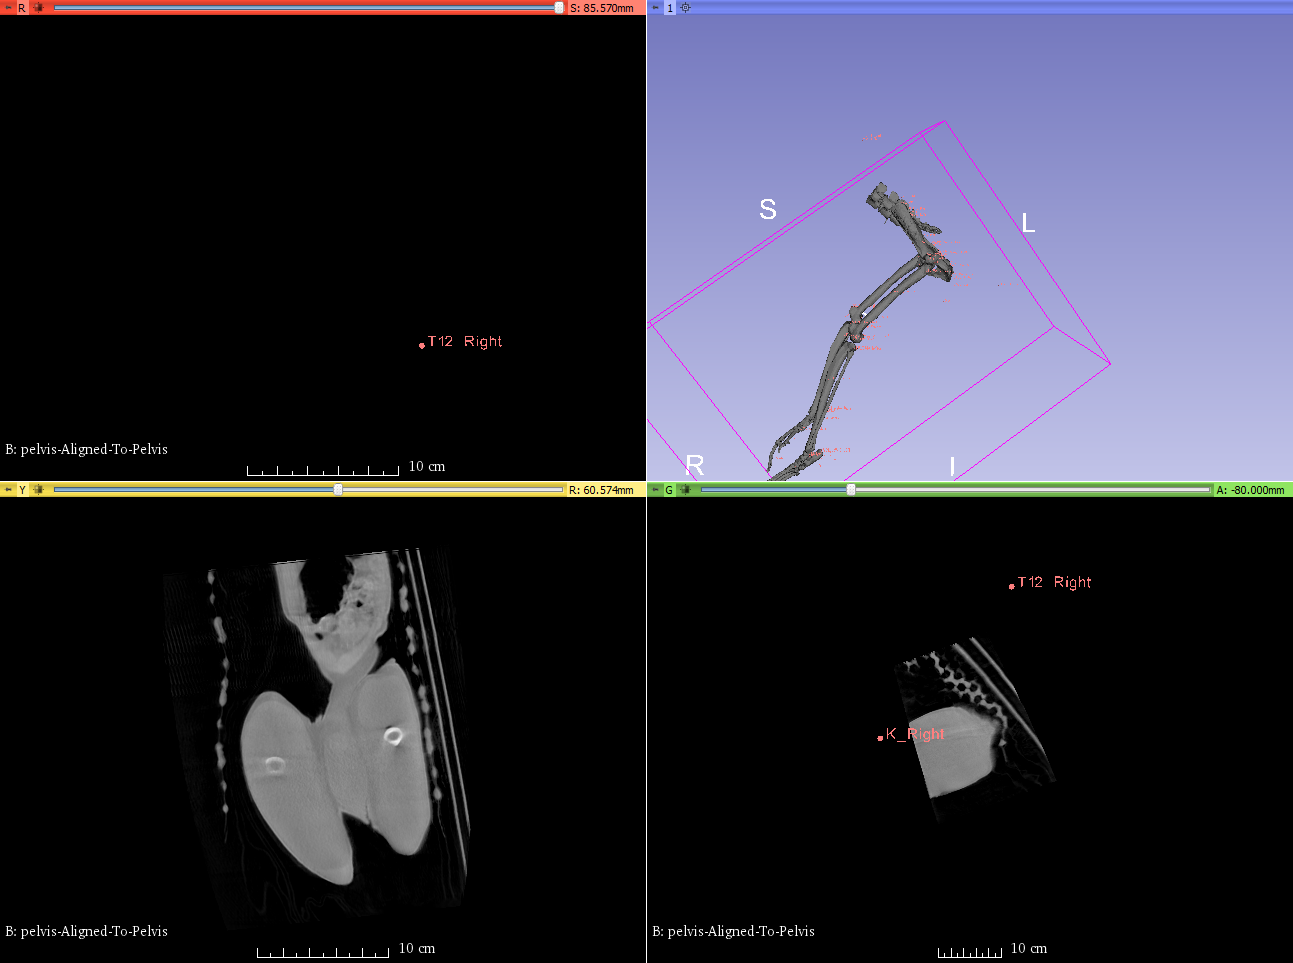 R S: 85.570mm
T12 Right
B: pelvis-Aligned-To-Pelvis
10 cm
1
S
L
R
I
Y R: 60.574mm
B: pelvis-Aligned-To-Pelvis
10 cm
G A: -80.000mm
T12 Right
K_Right
B: pelvis-Aligned-To-Pelvis
10 cm